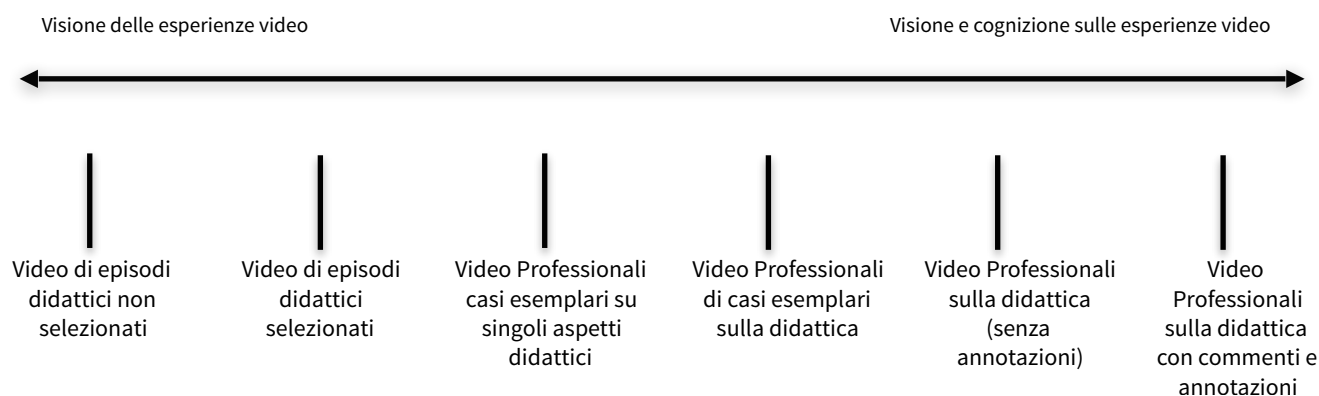 Visione delle esperienze video
Visione e cognizione sulle esperienze video
Video di episodi
didattici non
selezionati
Video di episodi
didattici
selezionati
Video Professionali
casi esemplari su
singoli aspetti
didattici
Video Professionali
di casi esemplari
sulla didattica
Video Professionali
sulla didattica
(senza
annotazioni)
Video
Professionali
sulla didattica
con commenti e
annotazioni